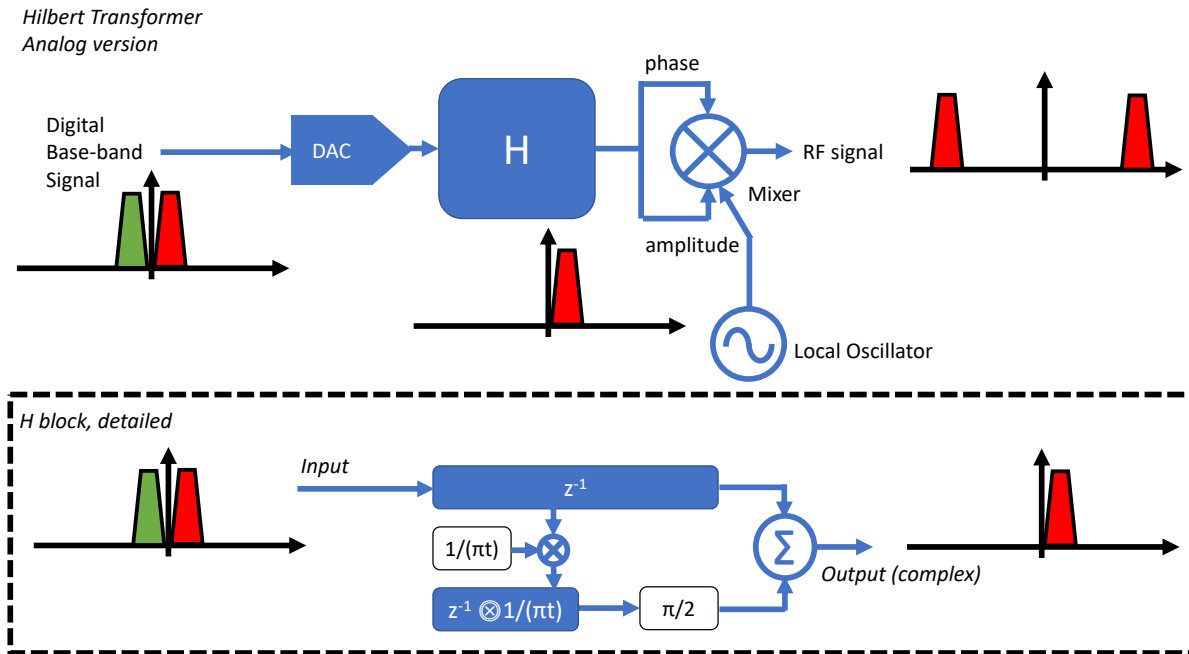 Hilbert Transformer
Analog version
phase
Digital
Base-band
Signal
DAC
H
RF signal
Mixer
amplitude
Local Oscillator
H block, detailed
Input
z⁻¹
1/(πt)
Σ
Output (complex)
z⁻¹ ⊗ 1/(πt)
π/2